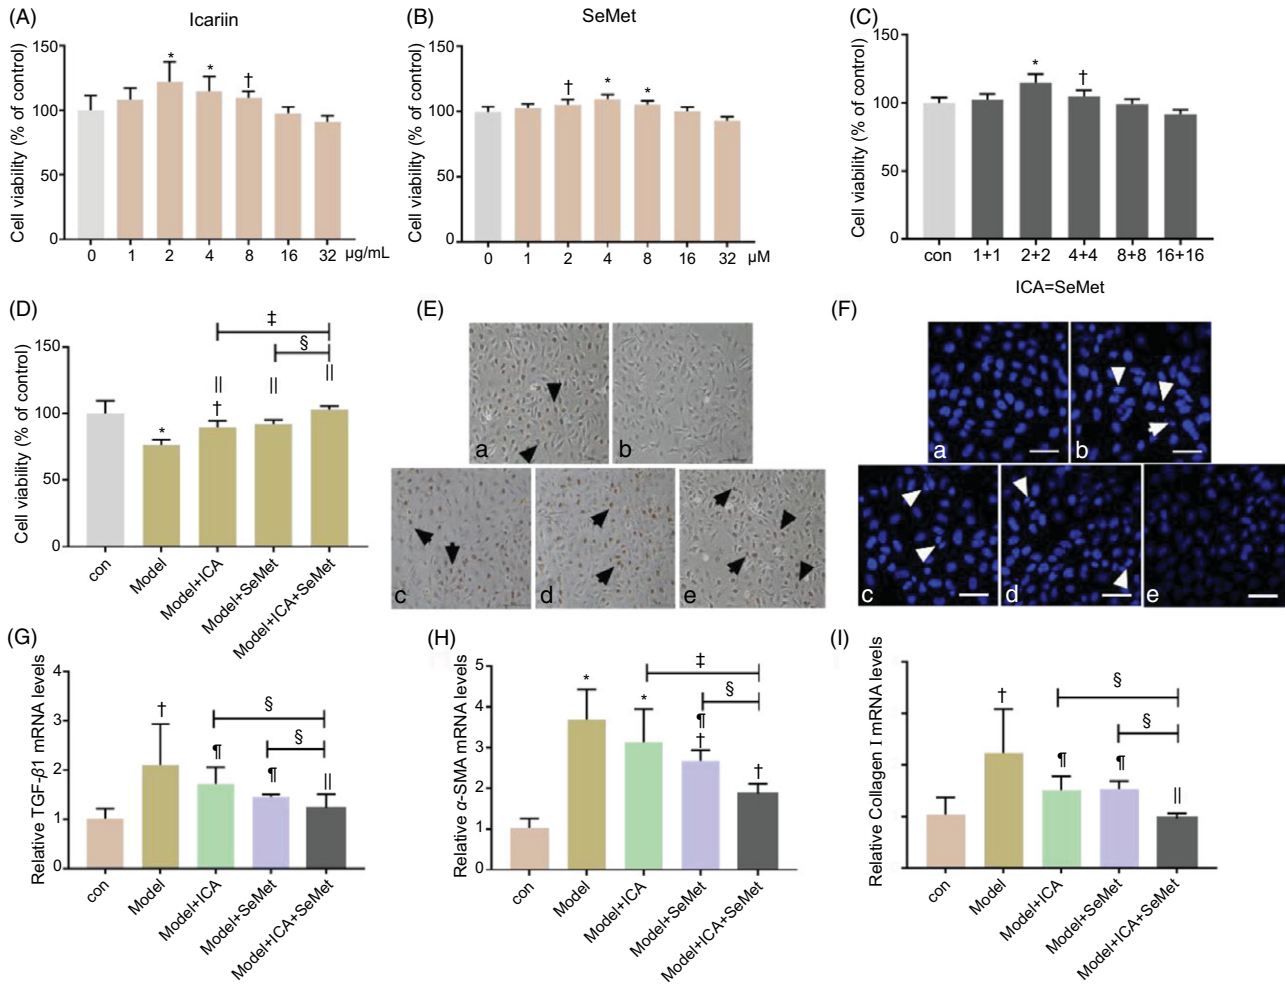 (A)
Icariin
Cell viability (% of control)
150
100
50
0
*
*
†
0 1 2 4 8 16 32 µg/mL
(B)
SeMet
Cell viability (% of control)
150
100
50
0
†
*
*
0 1 2 4 8 16 32 µM
(C)
Cell viability (% of control)
150
100
50
0
*
†
con 1+1 2+2 4+4 8+8 16+16
ICA=SeMet
(D)
Cell viability (% of control)
150
100
50
0
‡
§
*
||
†
||
||
con
Model
Model+ICA
Model+SeMet
Model+ICA+SeMet
(E)
a
b
c
d
e
(F)
a
b
c
d
e
(G)
Relative TGF-β1 mRNA levels
4
3
2
1
0
†
¶
¶
||
§
§
con
Model
Model+ICA
Model+SeMet
Model+ICA+SeMet
(H)
Relative α-SMA mRNA levels
5
4
3
2
1
0
*
*
¶
†
†
‡
§
con
Model
Model+ICA
Model+SeMet
Model+ICA+SeMet
(I)
Relative Collagen I mRNA levels
†
¶
¶
||
§
§
con
Model
Model+ICA
Model+SeMet
Model+ICA+SeMet